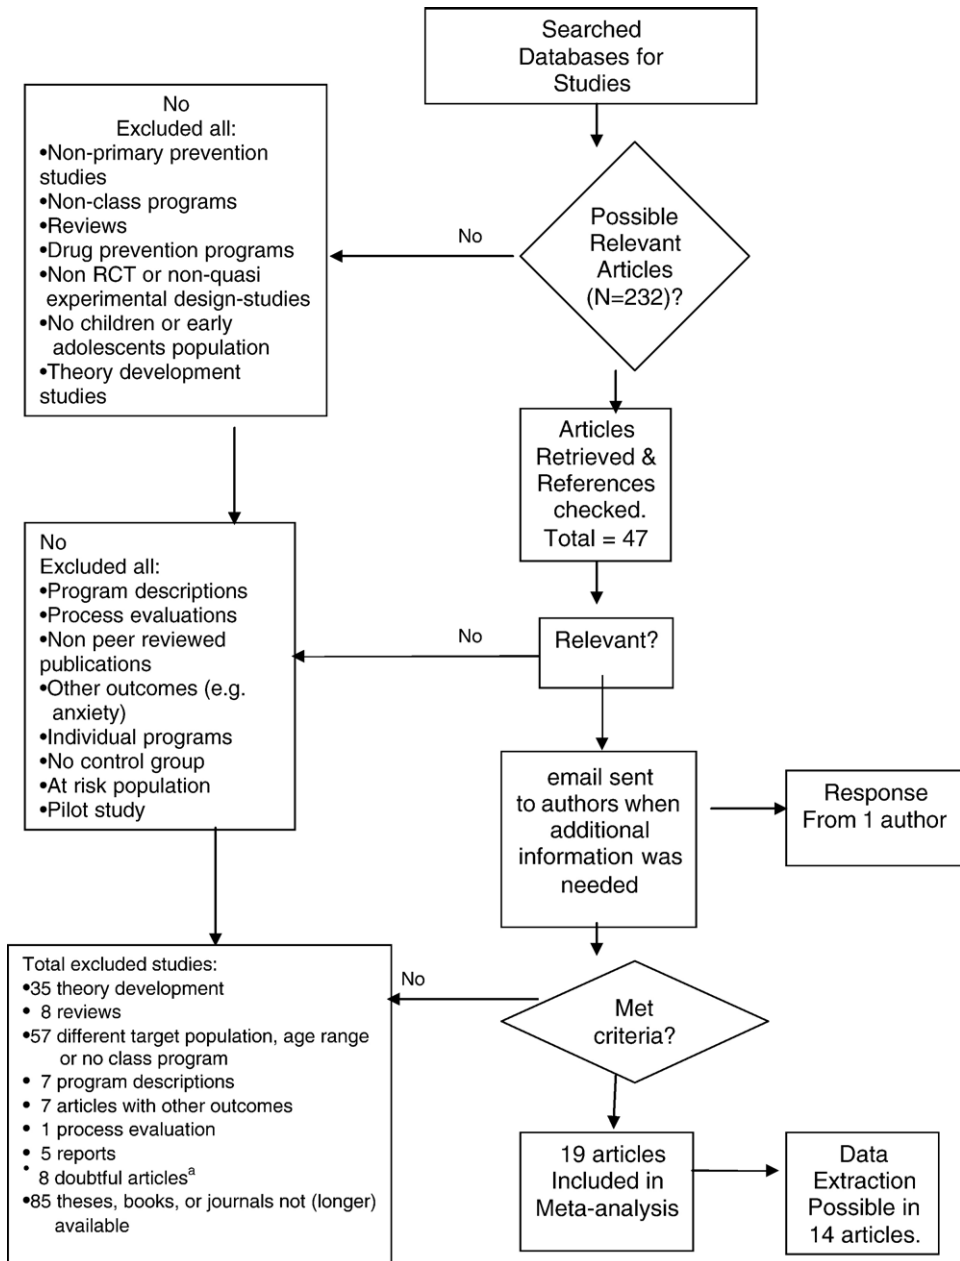 Searched
Databases for
Studies
No
Excluded all:
•Non-primary prevention
studies
•Non-class programs
•Reviews
•Drug prevention programs
•Non RCT or non-quasi
experimental design-studies
•No children or early
adolescents population
•Theory development
studies
No
Possible
Relevant
Articles
(N=232)?
Articles
Retrieved &
References
checked.
Total = 47
No
Excluded all:
•Program descriptions
•Process evaluations
•Non peer reviewed
publications
•Other outcomes (e.g.
anxiety)
•Individual programs
•No control group
•At risk population
•Pilot study
No
Relevant?
email sent
to authors when
additional
information was
needed
Response
From 1 author
Total excluded studies:
•35 theory development
• 8 reviews
•57 different target population, age range
or no class program
• 7 program descriptions
• 7 articles with other outcomes
• 1 process evaluation
• 5 reports
• 8 doubtful articlesa
•85 theses, books, or journals not (longer)
available
No
Met
criteria?
19 articles
Included in
Meta-analysis
Data
Extraction
Possible in
14 articles.